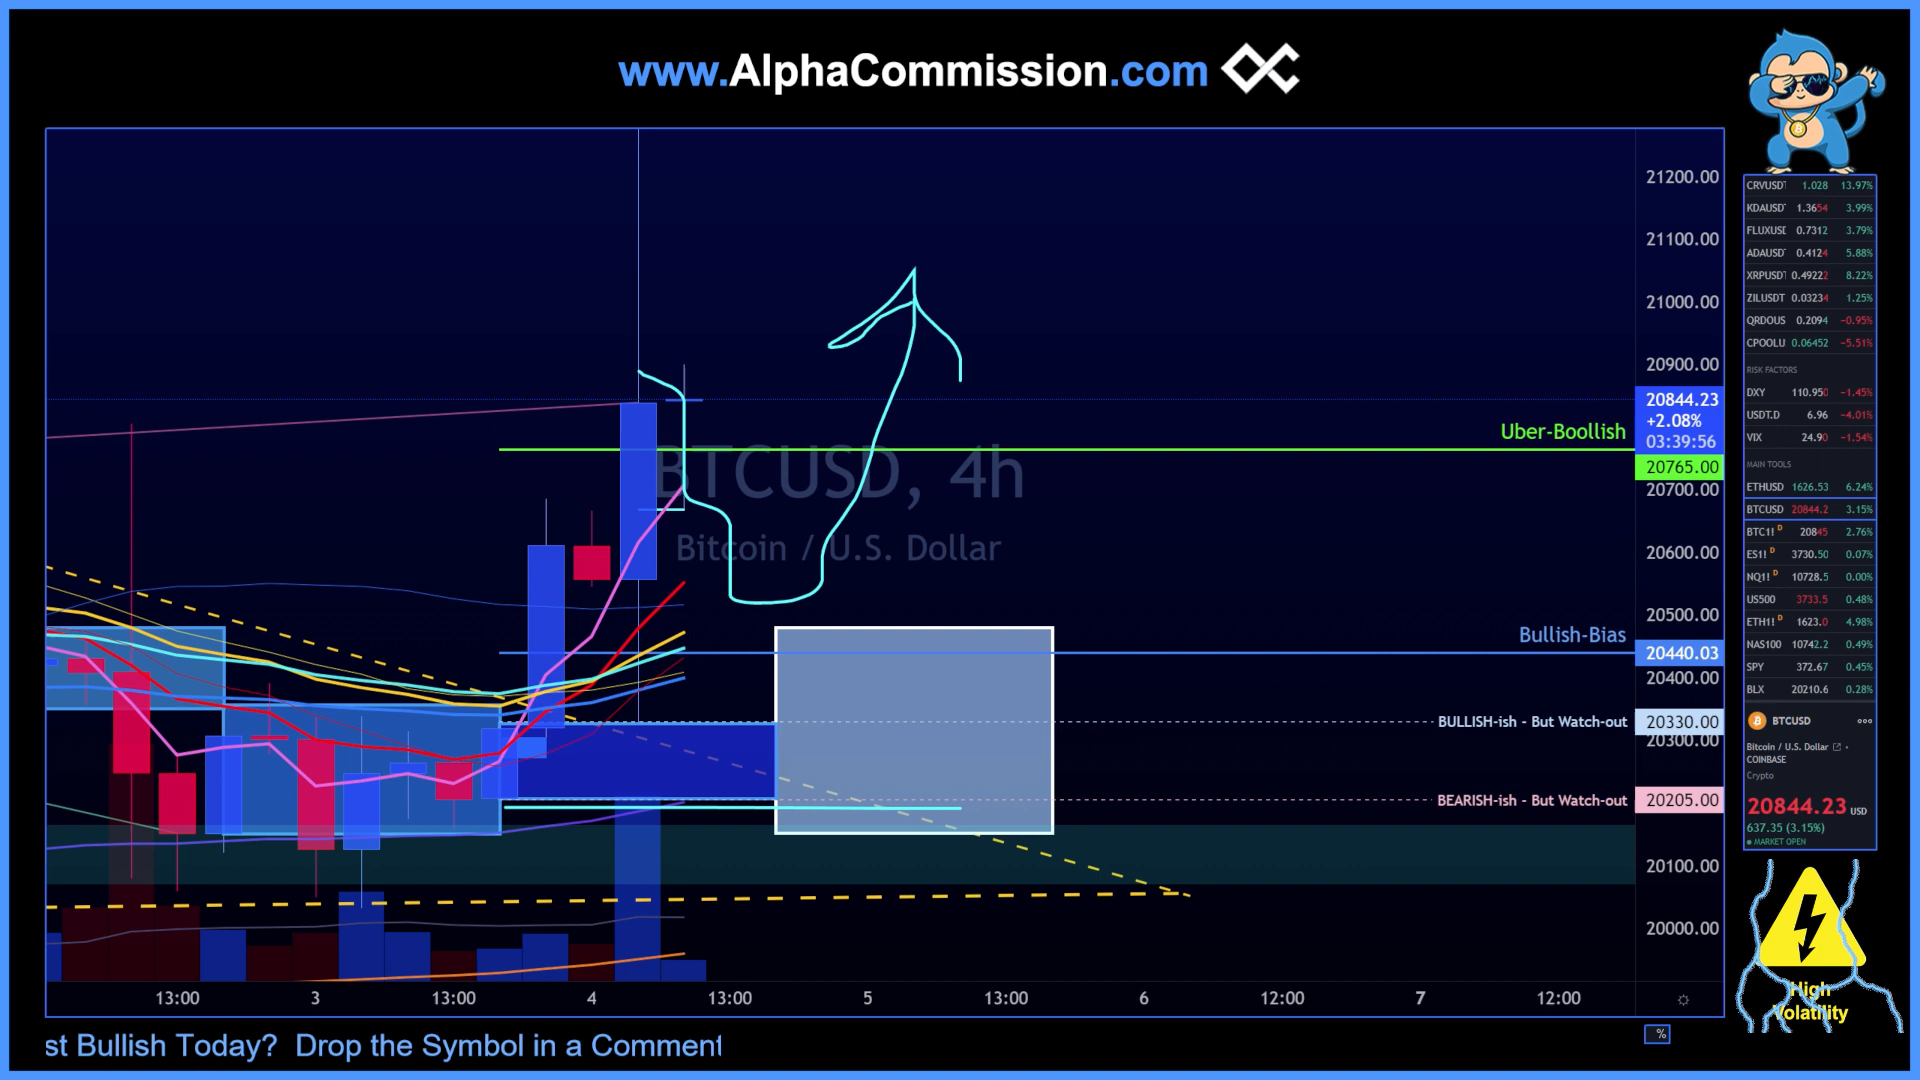 www.AlphaCommission.com
BTCUSD, 4h
Bitcoin / U.S. Dollar
Uber-Boollish
Bullish-Bias
BULLISH-ish - But Watch-out
BEARISH-ish - But Watch-out
21200.00
21100.00
21000.00
20900.00
20844.23
+2.08%
03:39:56
20765.00
20700.00
20600.00
20500.00
20440.03
20400.00
20330.00
20300.00
20205.00
20100.00
20000.00
13:00 3 13:00 4 13:00 5 13:00 6 12:00 7 12:00
CRVUSDT 1.028 13.97%
KDAUSDT 1.3654 3.99%
FLUXUSD 0.7312 3.79%
ADAUSDT 0.4124 5.88%
XRPUSDT 0.49222 8.22%
ZILUSDT 0.03234 1.25%
QRDOUS 0.2094 −0.95%
CPOOLU 0.06452 −5.51%
RISK FACTORS
DXY 110.950 −1.45%
USDT.D 6.96 −4.01%
VIX 24.90 −1.54%
MAIN TOOLS
ETHUSD 1626.53 6.24%
BTCUSD 20844.2 3.15%
BTC1! D 20845 2.76%
ES1! D 3730.50 0.07%
NQ1! D 10728.5 0.00%
US500 3733.5 0.48%
ETH1! D 1623.0 4.98%
NAS100 10742.2 0.49%
SPY 372.67 0.45%
BLX 20210.6 0.28%
BTCUSD
Bitcoin / U.S. Dollar
COINBASE
Crypto
20844.23 USD
637.35 (3.15%)
MARKET OPEN
High
Volatility
st Bullish Today? Drop the Symbol in a Comment
%